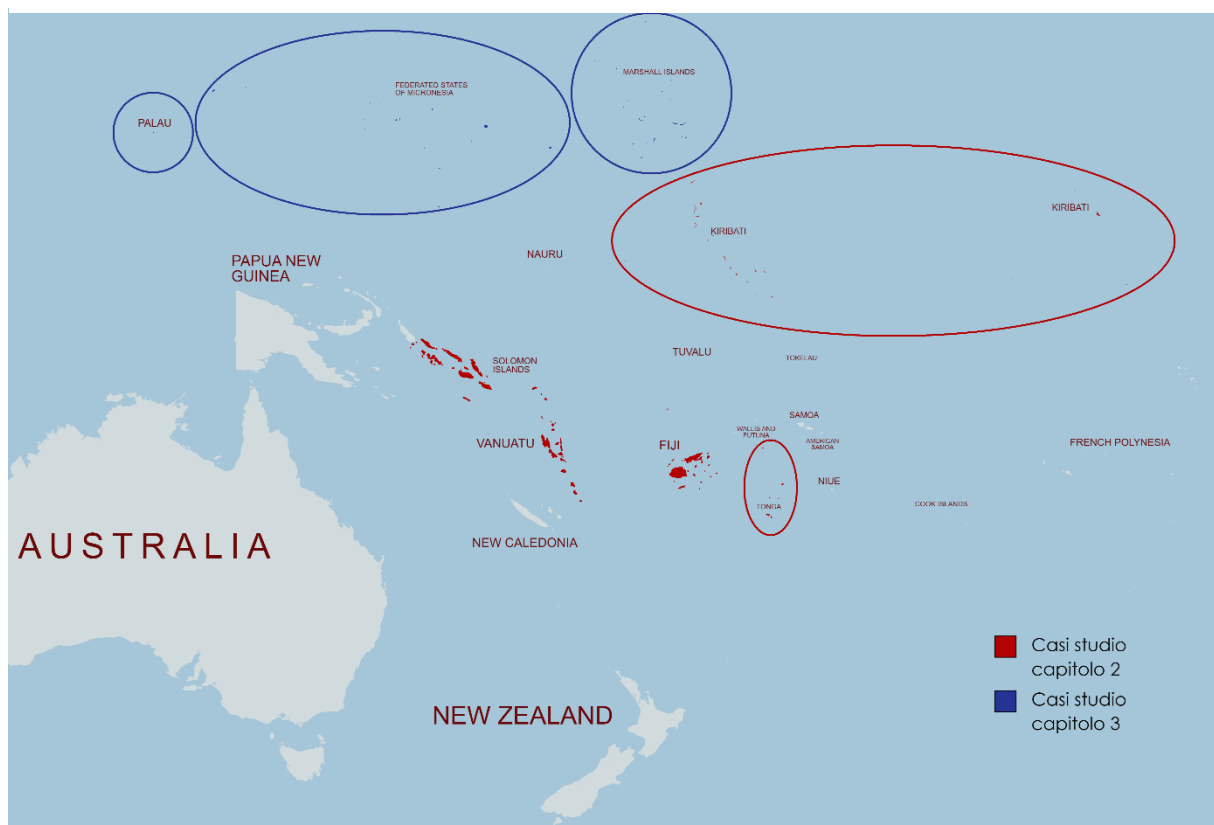 MARSHALL ISLANDS
FEDERATED STATES
OF MICRONESIA
PALAU
KIRIBATI
KIRIBATI
NAURU
PAPUA NEW
GUINEA
TUVALU
TOKELAU
SOLOMON
ISLANDS
SAMOA
WALLIS AND
FUTUNA
AMERICAN
SAMOA
VANUATU
FIJI
FRENCH POLYNESIA
NIUE
TONGA
COOK ISLANDS
NEW CALEDONIA
AUSTRALIA
Casi studio
capitolo 2
Casi studio
capitolo 3
NEW ZEALAND